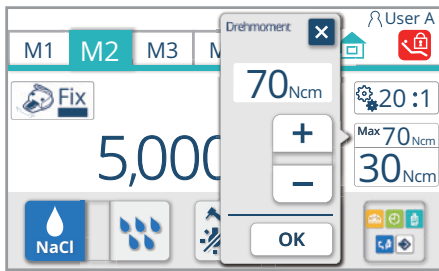 User A
M1 M2 M3 M
Drehmoment
Fix
70Ncm
20:1
5,000
Max 70Ncm
30Ncm
NaCl
OK